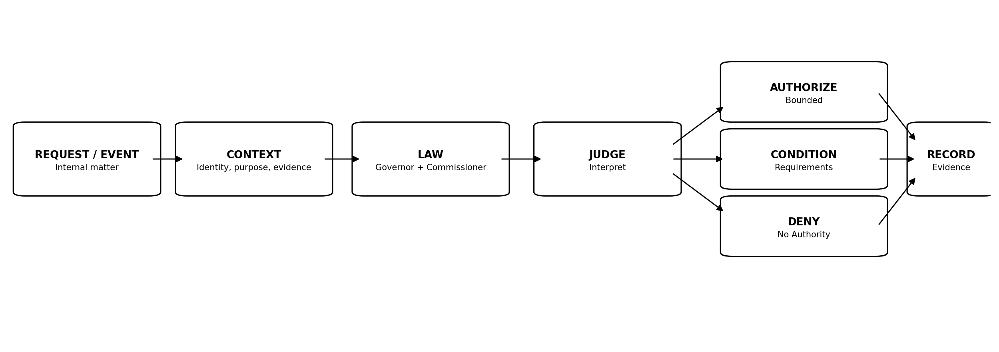 REQUEST / EVENT
Internal matter
CONTEXT
Identity, purpose, evidence
LAW
Governor + Commissioner
JUDGE
Interpret
AUTHORIZE
Bounded
CONDITION
Requirements
DENY
No Authority
RECORD
Evidence